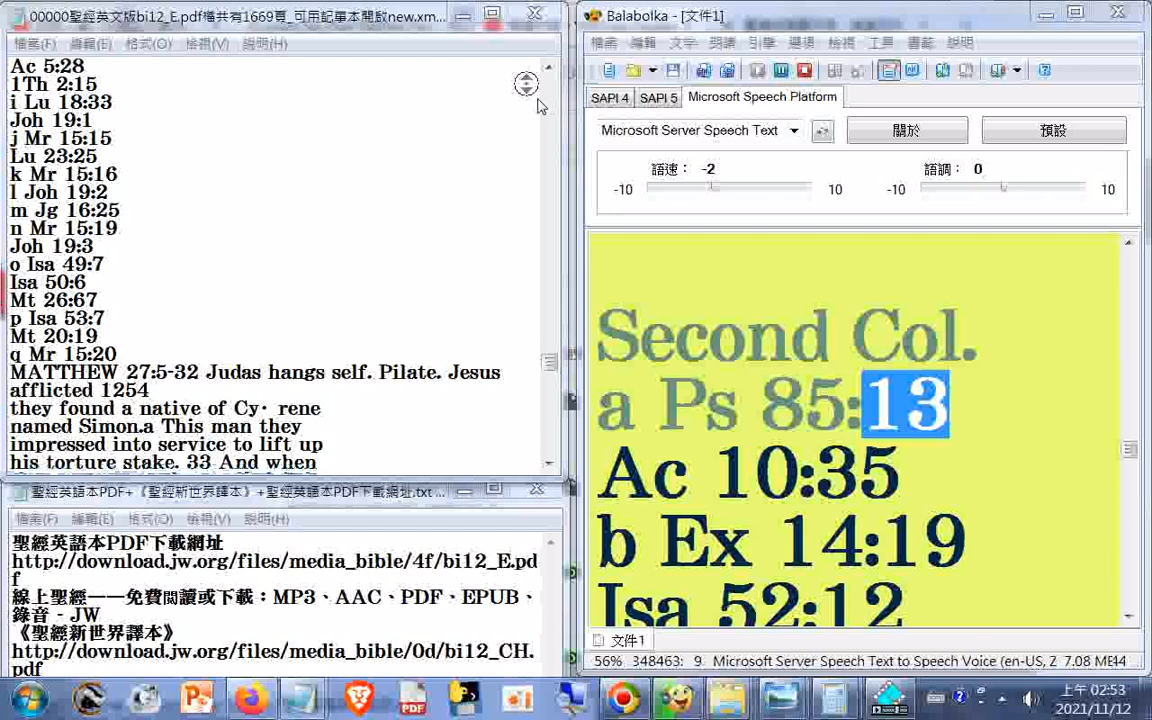 00000聖經英文版bi12_E.pdf檔共有1669頁_可用記事本開啟new.xm...
檔案(F) 編輯(E) 格式(O) 檢視(V) 說明(H)
Ac 5:28
1Th 2:15
i Lu 18:33
Joh 19:1
j Mr 15:15
Lu 23:25
k Mr 15:16
l Joh 19:2
m Jg 16:25
n Mr 15:19
Joh 19:3
o Isa 49:7
Isa 50:6
Mt 26:67
p Isa 53:7
Mt 20:19
q Mr 15:20
MATTHEW 27:5-32 Judas hangs self. Pilate. Jesus
afflicted 1254
they found a native of Cy· rene
named Simon.a This man they
impressed into service to lift up
his torture stake. 33 And when
聖經英語本PDF+《聖經新世界譯本》+聖經英語本PDF下載網址.txt ...
檔案(F) 編輯(E) 格式(O) 檢視(V) 說明(H)
聖經英語本PDF下載網址
http://download.jw.org/files/media_bible/4f/bi12_E.pd
f
線上聖經——免費閱讀或下載：MP3、AAC、PDF、EPUB、
錄音 - JW
《聖經新世界譯本》
http://download.jw.org/files/media_bible/0d/bi12_CH.
pdf
Balabolka - [文件1]
檔案 編輯 文字 朗讀 引擎 選項 檢視 工具 書籤 說明
SAPI 4 SAPI 5 Microsoft Speech Platform
Microsoft Server Speech Text 關於 預設
語速： -2 語調： 0
-10 10 -10 10
Second Col.
a Ps 85:13
Ac 10:35
b Ex 14:19
Isa 52:12
文件1
56% 348463: 9 Microsoft Server Speech Text to Speech Voice (en-US, Z 7.08 ME44
上午 02:53
2021/11/12